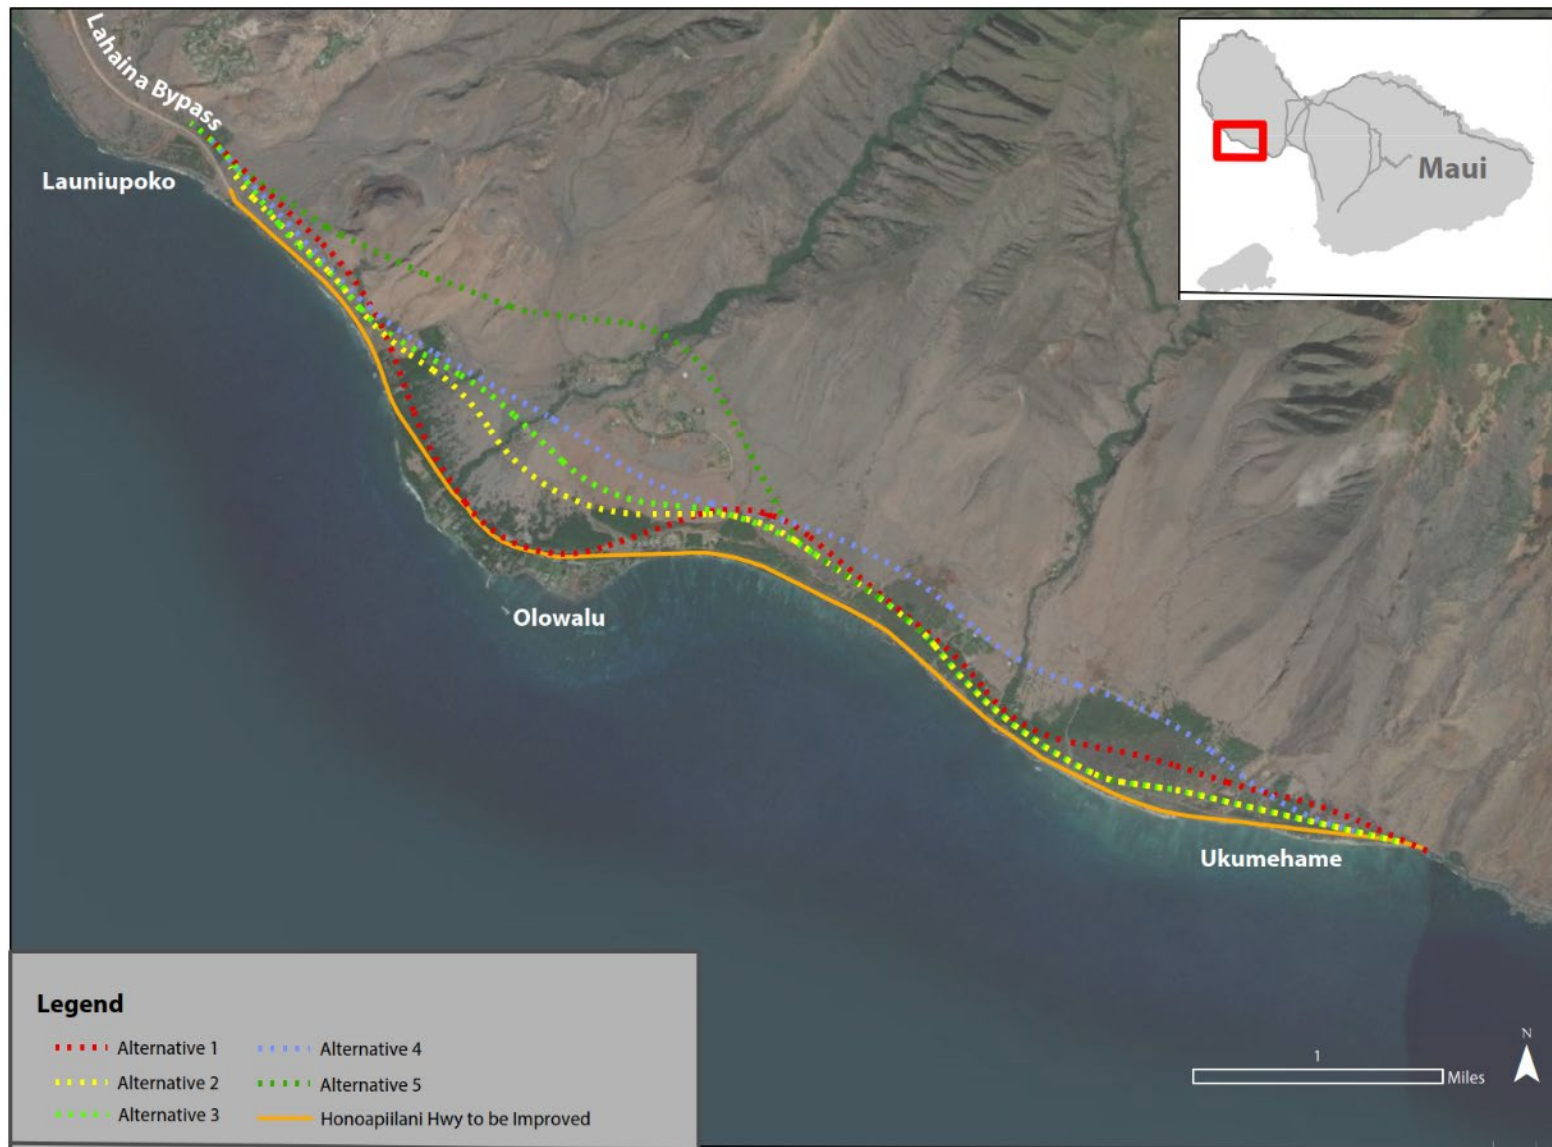 Lahaina Bypass
Maui
Launiupoko
Olowalu
Ukumehame
Legend
Alternative 1
Alternative 2
Alternative 3
Alternative 4
Alternative 5
Honoapiilani Hwy to be Improved
1
Miles
N